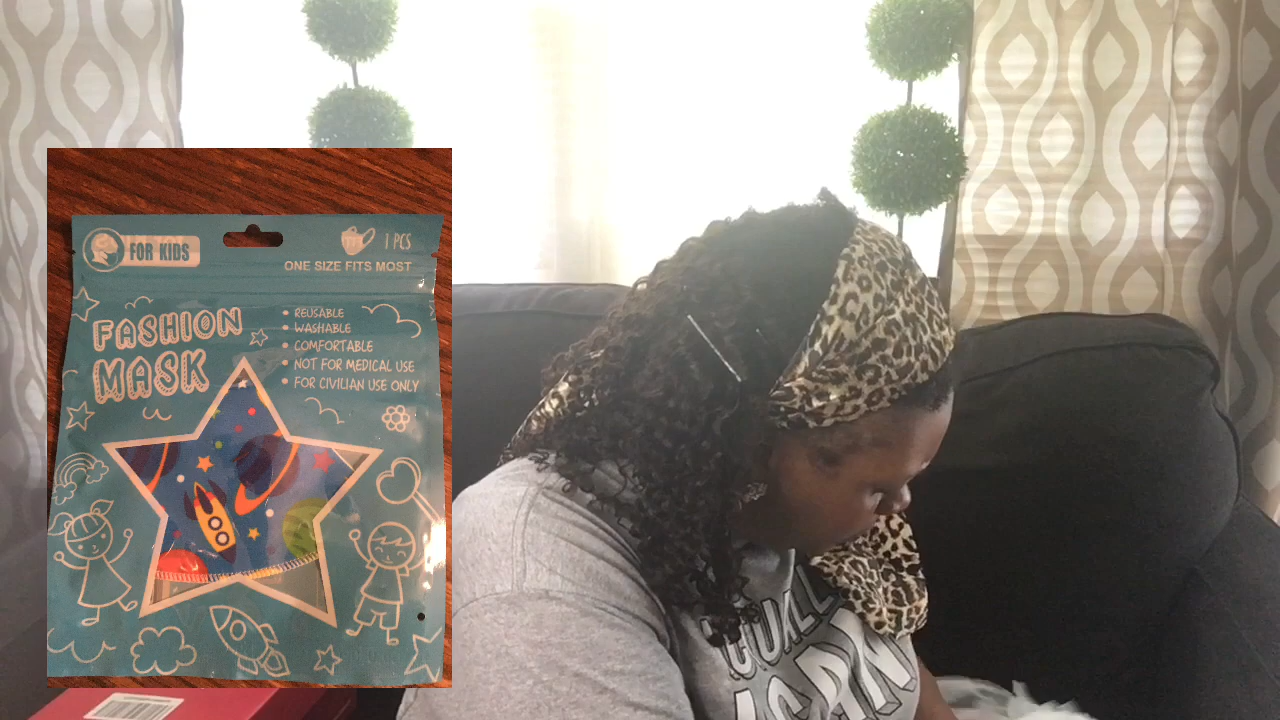 FOR KIDS
1 PCS
ONE SIZE FITS MOST
FASHION
MASK
• REUSABLE
• WASHABLE
• COMFORTABLE
• NOT FOR MEDICAL USE
• FOR CIVILIAN USE ONLY